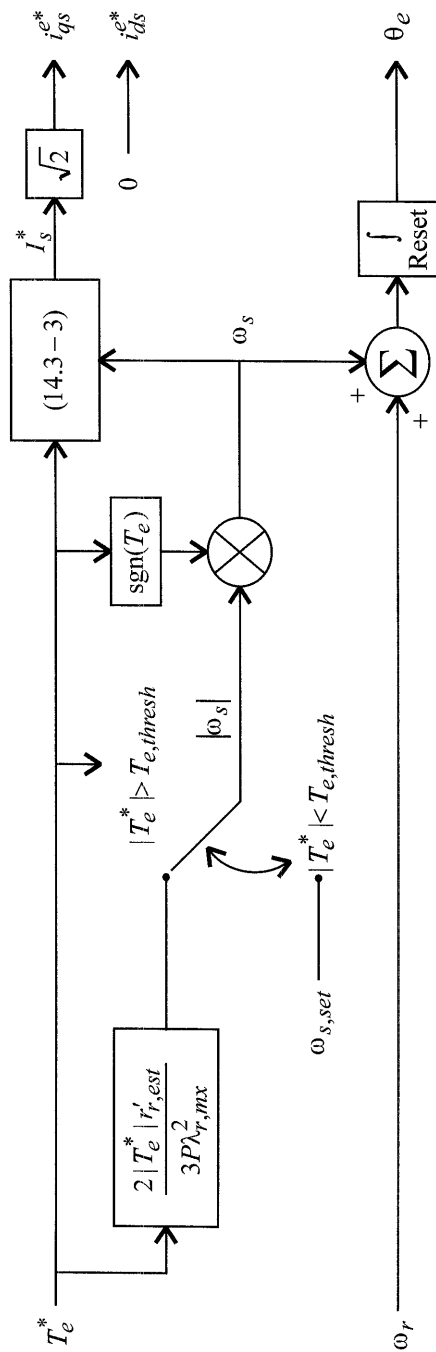 T_e^*
2 | T_e^* | r'_{r,est}
3Pλ_{r,mx}^2
| T_e^* | > T_{e,thresh}
ω_{s,set}
| T_e^* | < T_{e,thresh}
|ω_s|
sgn(T_e)
(14.3 – 3)
I_s^*
√2
i_{qs}^{e*}
0
i_{ds}^{e*}
ω_s
+
+
Σ
∫
Reset
θ_e
ω_r